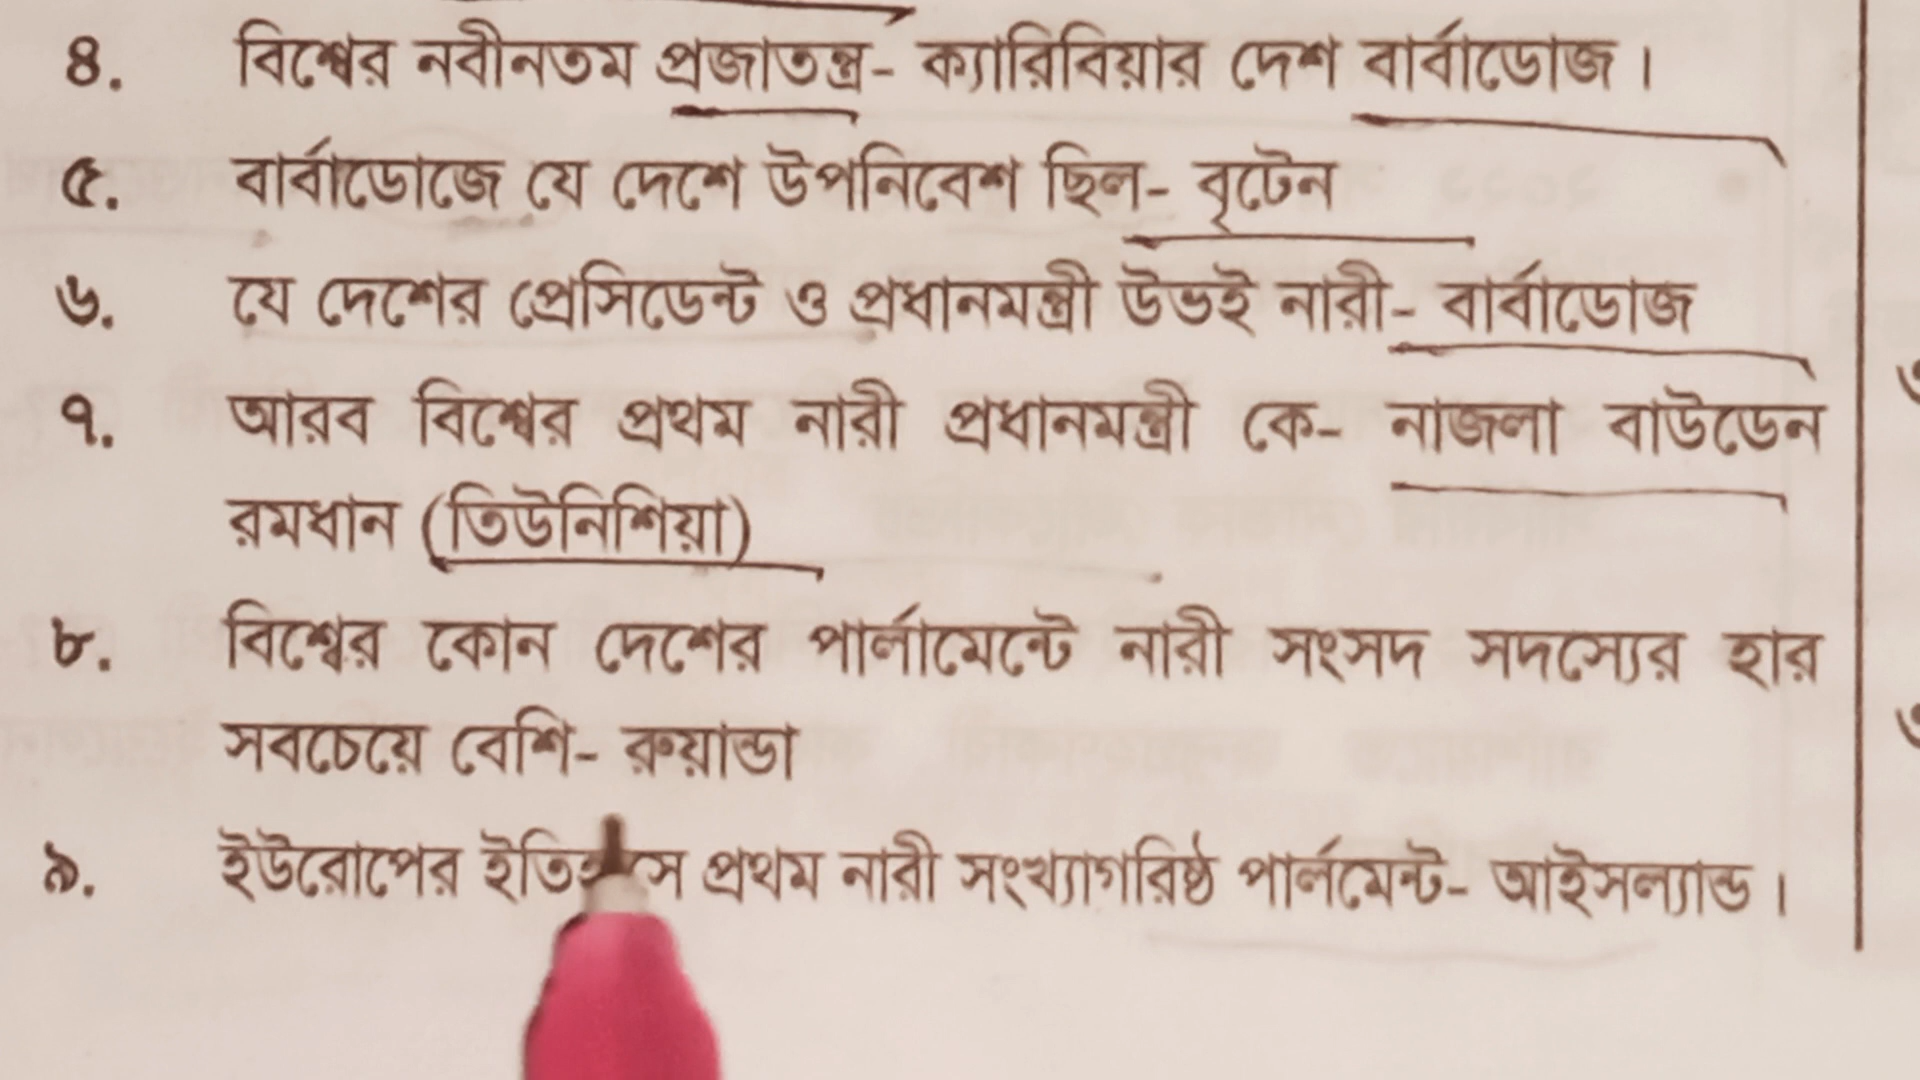 ৪. বিশ্বের নবীনতম প্রজাতন্ত্র- ক্যারিবিয়ার দেশ বার্বাডোজ।
৫. বার্বাডোজে যে দেশে উপনিবেশ ছিল- বৃটেন
৬. যে দেশের প্রেসিডেন্ট ও প্রধানমন্ত্রী উভই নারী- বার্বাডোজ
৭. আরব বিশ্বের প্রথম নারী প্রধানমন্ত্রী কে- নাজলা বাউডেন
রমধান (তিউনিশিয়া)
৮. বিশ্বের কোন দেশের পার্লামেন্টে নারী সংসদ সদস্যের হার
সবচেয়ে বেশি- রুয়ান্ডা
৯. ইউরোপের প্রথম নারী সংখ্যাগরিষ্ঠ পার্লমেন্ট- আইসল্যান্ড।